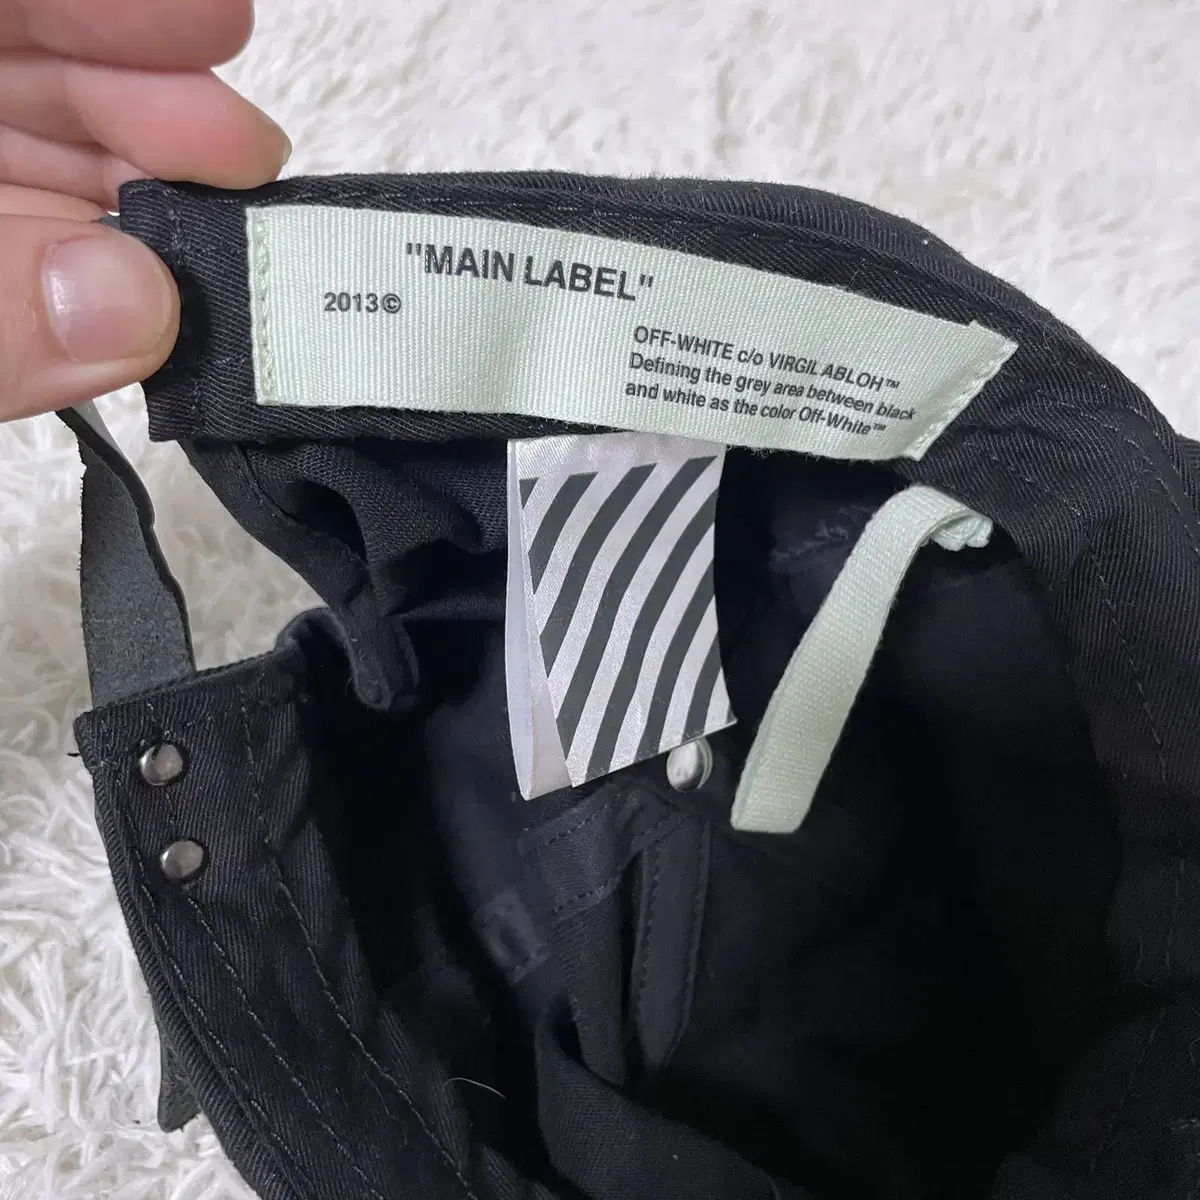 "MAIN LABEL"
2013©
OFF-WHITE c/o VIRGIL ABLOH™
Defining the grey area between black
and white as the color Off-White™